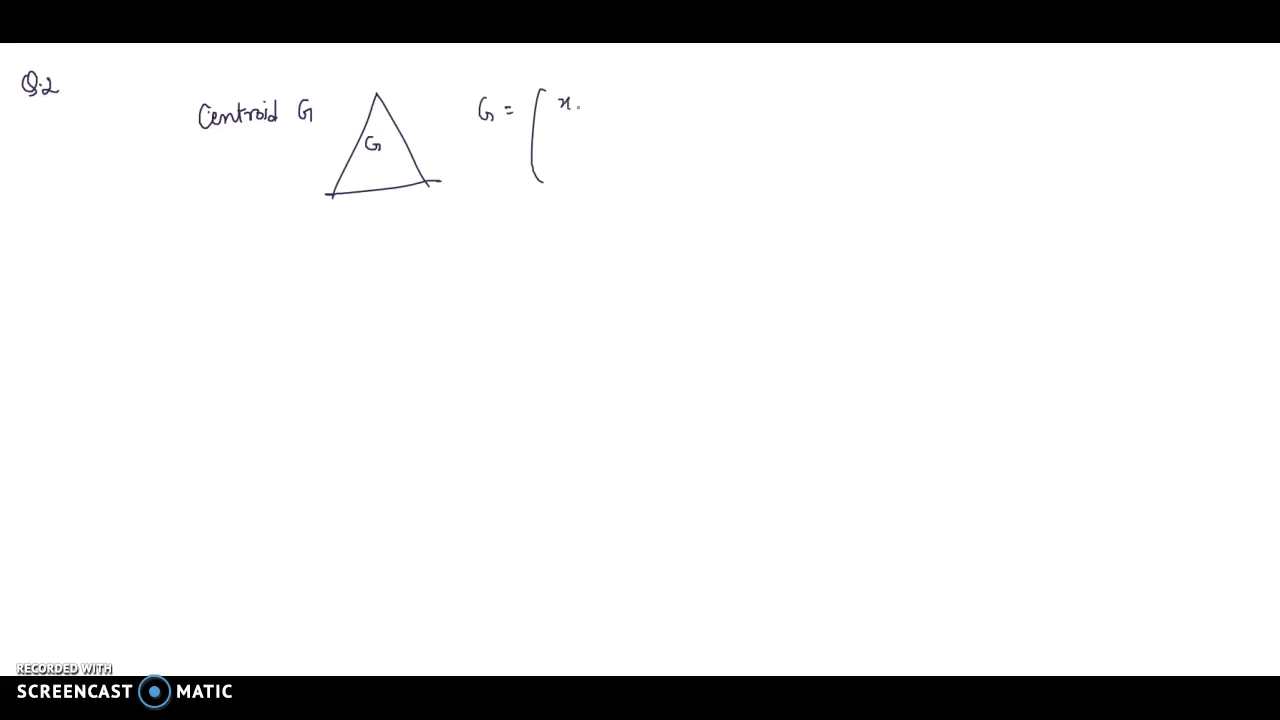 Q.2
Centroid G G G = ( x.
RECORDED WITH
SCREENCAST MATIC